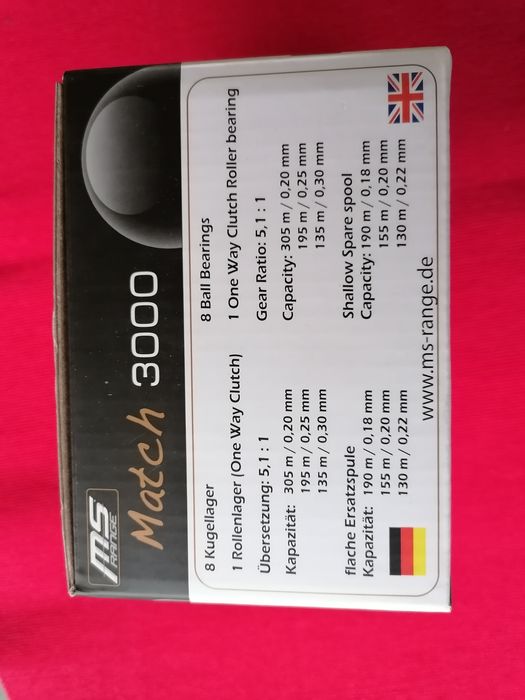 MS
RANGE
Match 3000
8 Kugellager
1 Rollenlager (One Way Clutch)
Übersetzung: 5,1 : 1
Kapazität: 305 m / 0,20 mm
195 m / 0,25 mm
135 m / 0,30 mm
flache Ersatzspule
Kapazität: 190 m / 0,18 mm
155 m / 0,20 mm
130 m / 0,22 mm
8 Ball Bearings
1 One Way Clutch Roller bearing
Gear Ratio: 5,1 : 1
Capacity: 305 m / 0,20 mm
195 m / 0,25 mm
135 m / 0,30 mm
Shallow Spare spool
Capacity: 190 m / 0,18 mm
155 m / 0,20 mm
130 m / 0,22 mm
www.ms-range.de